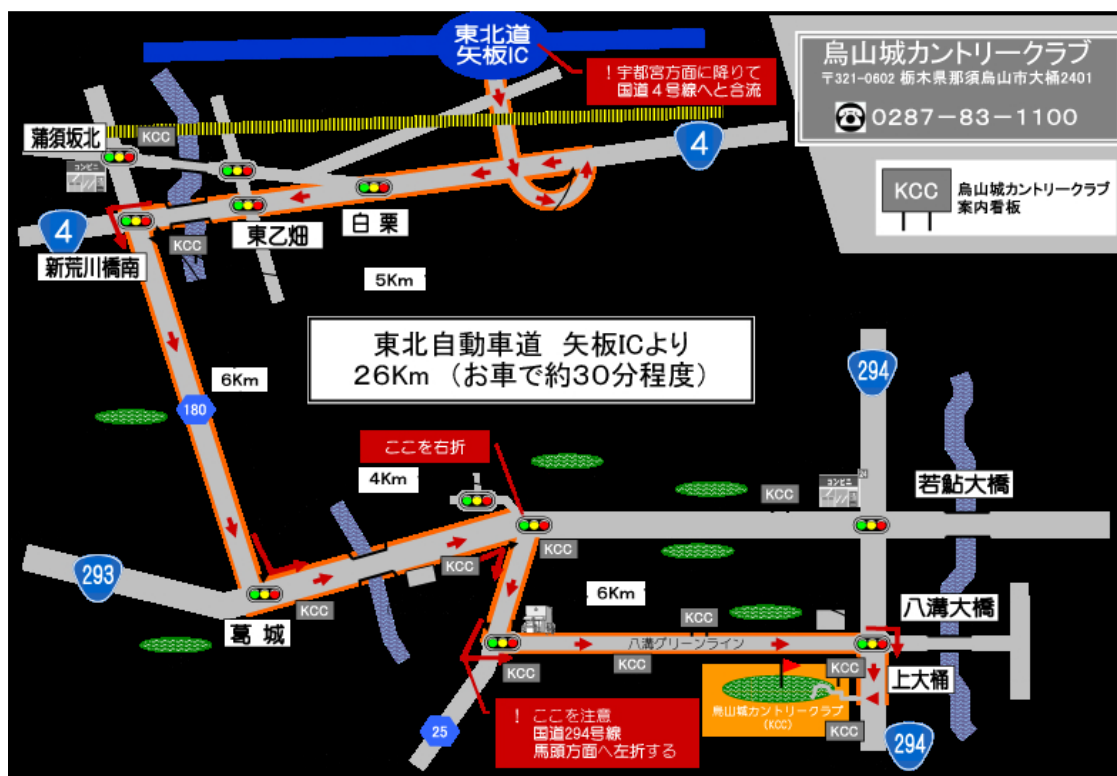 東北道
矢板IC
！宇都宮方面に降りて
国道４号線へと合流
烏山城カントリークラブ
〒321-0602 栃木県那須烏山市大桶2401
0287-83-1100
KCC
烏山城カントリークラブ
案内看板
蒲須坂北
KCC
コンビニ
4
4
KCC
新荒川橋南
東乙畑
白栗
5Km
東北自動車道 矢板ICより
26Km （お車で約30分程度）
6Km
180
294
ここを右折
4Km
コンビニ
KCC
若鮎大橋
KCC
KCC
293
KCC
葛城
6Km
KCC
八溝大橋
八溝グリーンライン
KCC
KCC
KCC
上大桶
烏山城カントリークラブ
(KCC)
KCC
！ ここを注意
国道294号線
馬頭方面へ左折する
25
294